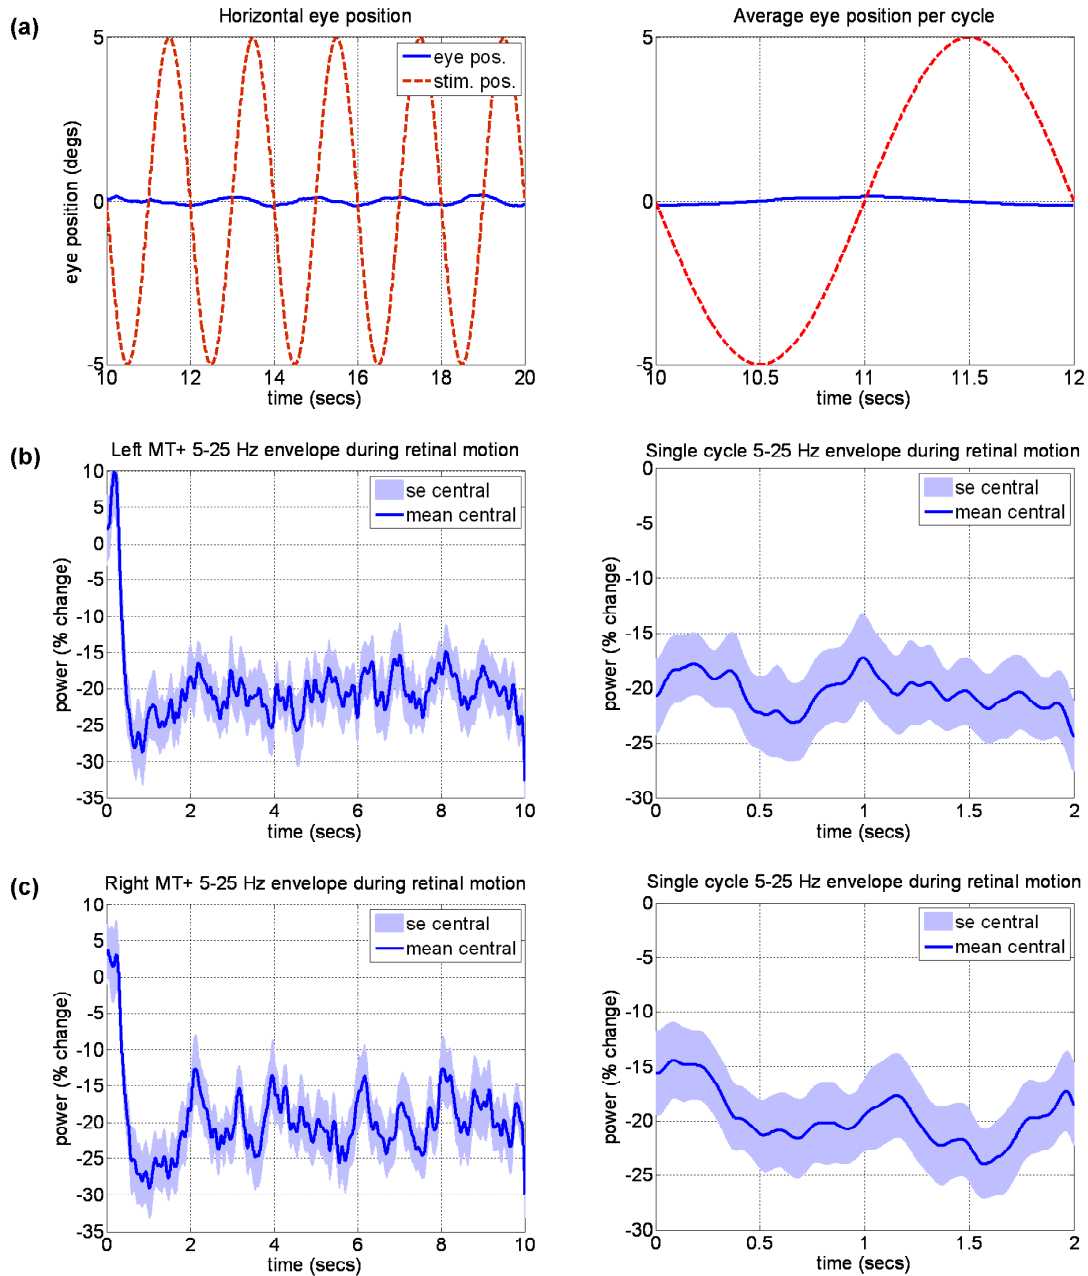 (a)
Horizontal eye position
eye pos.
stim. pos.
eye position (degs)
5
0
-5
10 12 14 16 18 20
time (secs)
Average eye position per cycle
5
0
-5
10 10.5 11 11.5 12
time (secs)
(b)
Left MT+ 5-25 Hz envelope during retinal motion
se central
mean central
power (% change)
10
5
0
-5
-10
-15
-20
-25
-30
-35
0 2 4 6 8 10
time (secs)
Single cycle 5-25 Hz envelope during retinal motion
se central
mean central
power (% change)
0
-5
-10
-15
-20
-25
-30
0 0.5 1 1.5 2
time (secs)
(c)
Right MT+ 5-25 Hz envelope during retinal motion
se central
mean central
power (% change)
10
5
0
-5
-10
-15
-20
-25
-30
-35
0 2 4 6 8 10
time (secs)
Single cycle 5-25 Hz envelope during retinal motion
se central
mean central
power (% change)
0
-5
-10
-15
-20
-25
-30
0 0.5 1 1.5 2
time (secs)